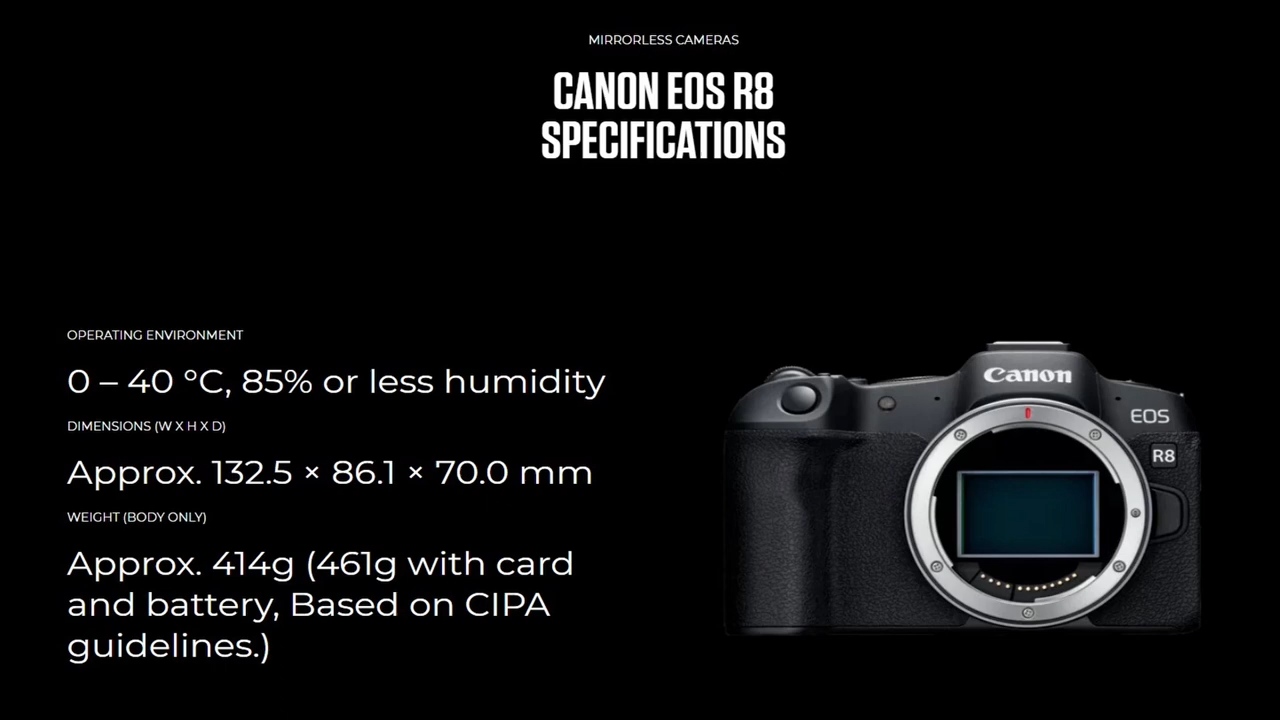 MIRRORLESS CAMERAS
CANON EOS R8
SPECIFICATIONS
OPERATING ENVIRONMENT
0 – 40 °C, 85% or less humidity
DIMENSIONS (W X H X D)
Approx. 132.5 × 86.1 × 70.0 mm
WEIGHT (BODY ONLY)
Approx. 414g (461g with card
and battery, Based on CIPA
guidelines.)
Canon
EOS
R8